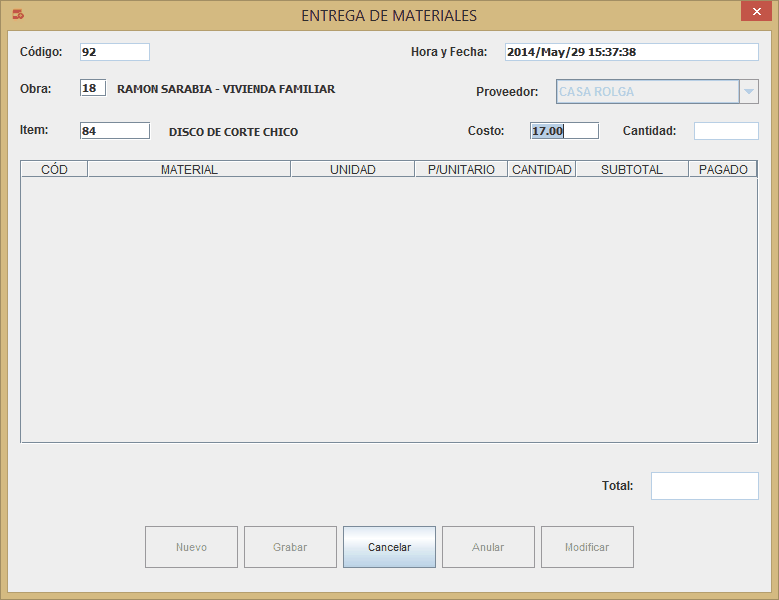 ENTREGA DE MATERIALES
Código: 92 Hora y Fecha: 2014/May/29 15:37:38
Obra: 18 RAMON SARABIA - VIVIENDA FAMILIAR Proveedor: CASA ROLGA
Item: 84 DISCO DE CORTE CHICO Costo: 17.00 Cantidad:
CÓD MATERIAL UNIDAD P/UNITARIO CANTIDAD SUBTOTAL PAGADO
Total:
Nuevo Grabar Cancelar Anular Modificar